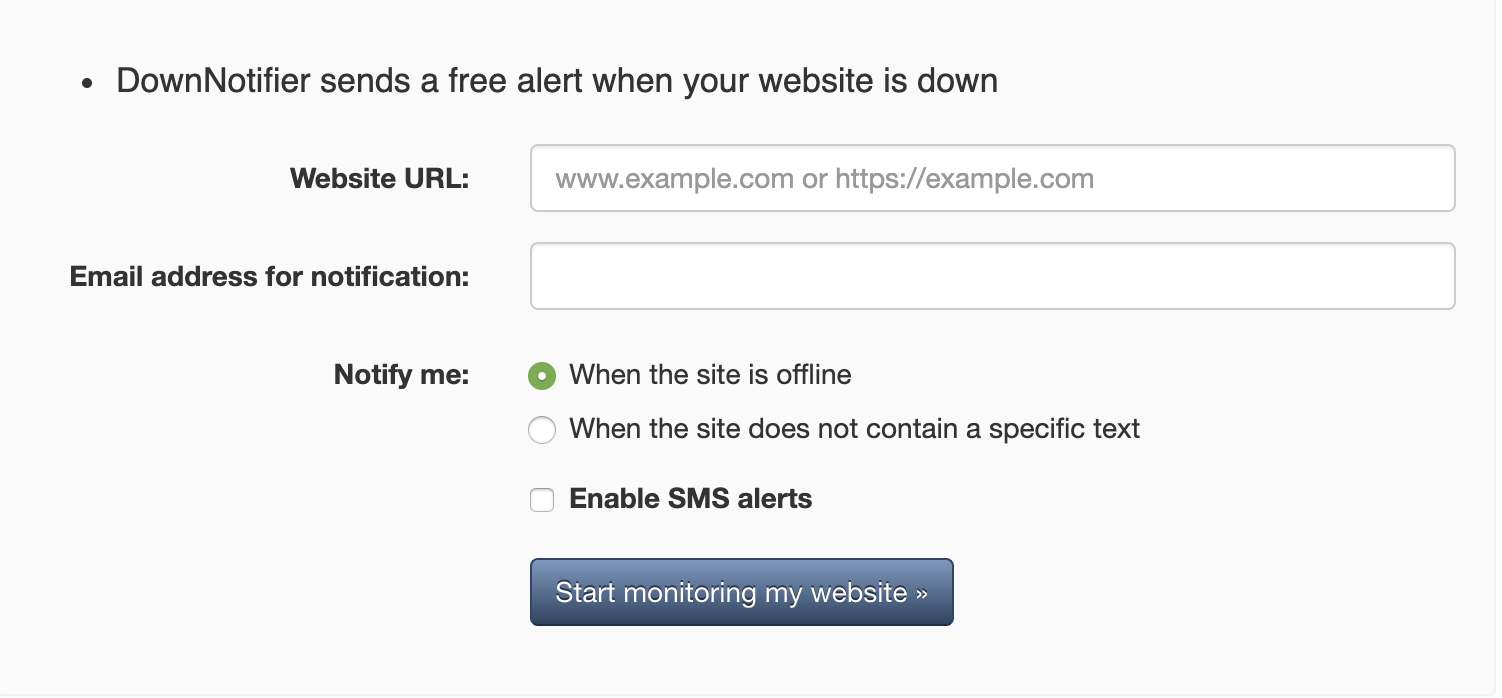 • DownNotifier sends a free alert when your website is down
Website URL: www.example.com or https://example.com
Email address for notification:
Notify me: When the site is offline
When the site does not contain a specific text
Enable SMS alerts
Start monitoring my website »